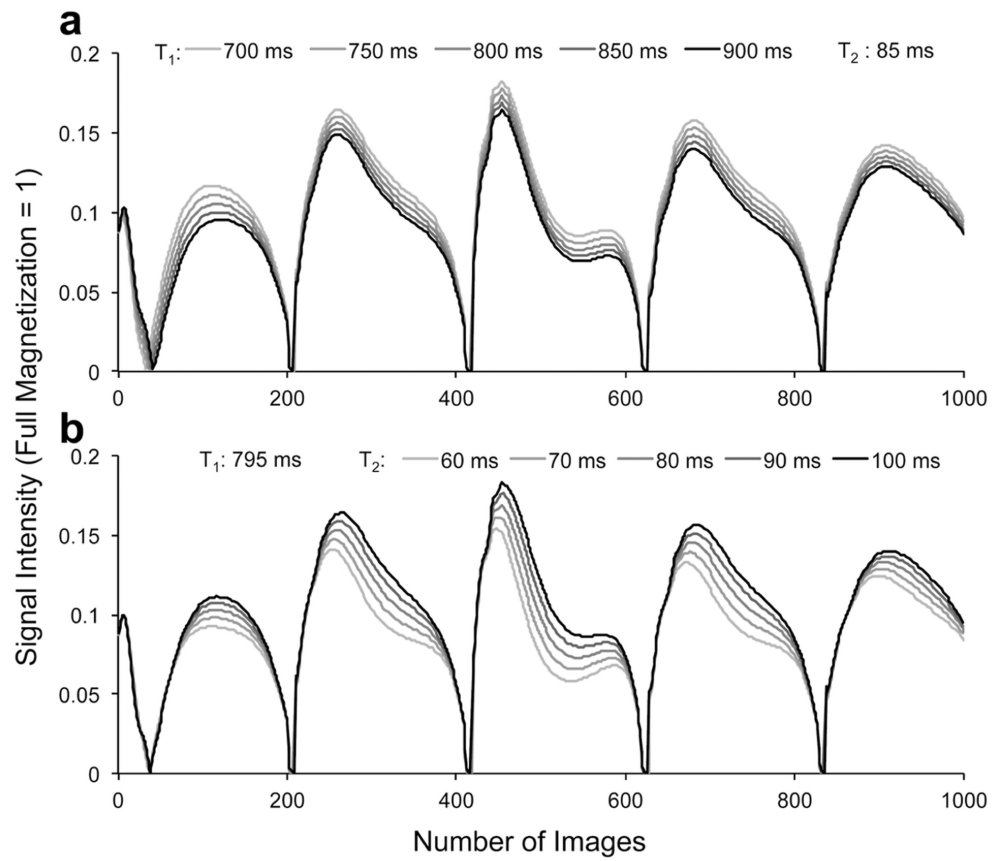 a
T1: 700 ms 750 ms 800 ms 850 ms 900 ms T2 : 85 ms
0.2
0.15
0.1
0.05
0
0 200 400 600 800 1000
b
T1: 795 ms T2: 60 ms 70 ms 80 ms 90 ms 100 ms
0.2
0.15
0.1
0.05
0
0 200 400 600 800 1000
Signal Intensity (Full Magnetization = 1)
Number of Images